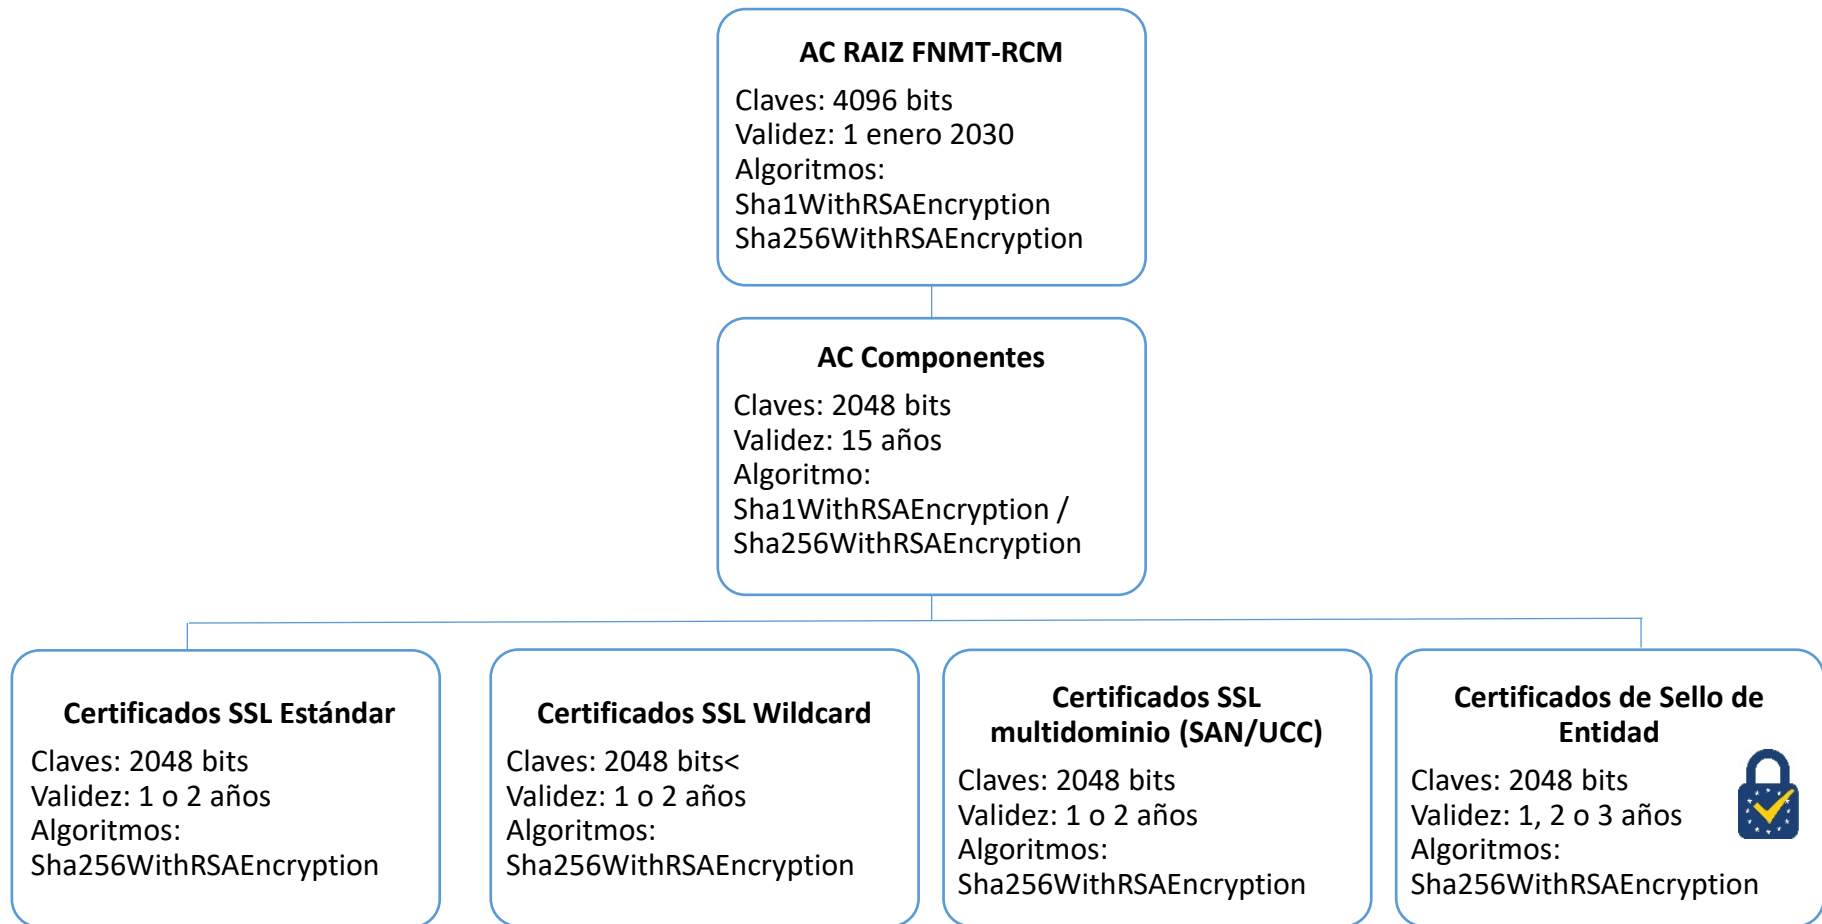 AC RAIZ FNMT-RCM
Claves: 4096 bits
Validez: 1 enero 2030
Algoritmos:
Sha1WithRSAEncryption
Sha256WithRSAEncryption
AC Componentes
Claves: 2048 bits
Validez: 15 años
Algoritmo:
Sha1WithRSAEncryption /
Sha256WithRSAEncryption
Certificados SSL Estándar
Claves: 2048 bits
Validez: 1 o 2 años
Algoritmos:
Sha256WithRSAEncryption
Certificados SSL Wildcard
Claves: 2048 bits<
Validez: 1 o 2 años
Algoritmos:
Sha256WithRSAEncryption
Certificados SSL
multidominio (SAN/UCC)
Claves: 2048 bits
Validez: 1 o 2 años
Algoritmos:
Sha256WithRSAEncryption
Certificados de Sello de
Entidad
Claves: 2048 bits
Validez: 1, 2 o 3 años
Algoritmos:
Sha256WithRSAEncryption